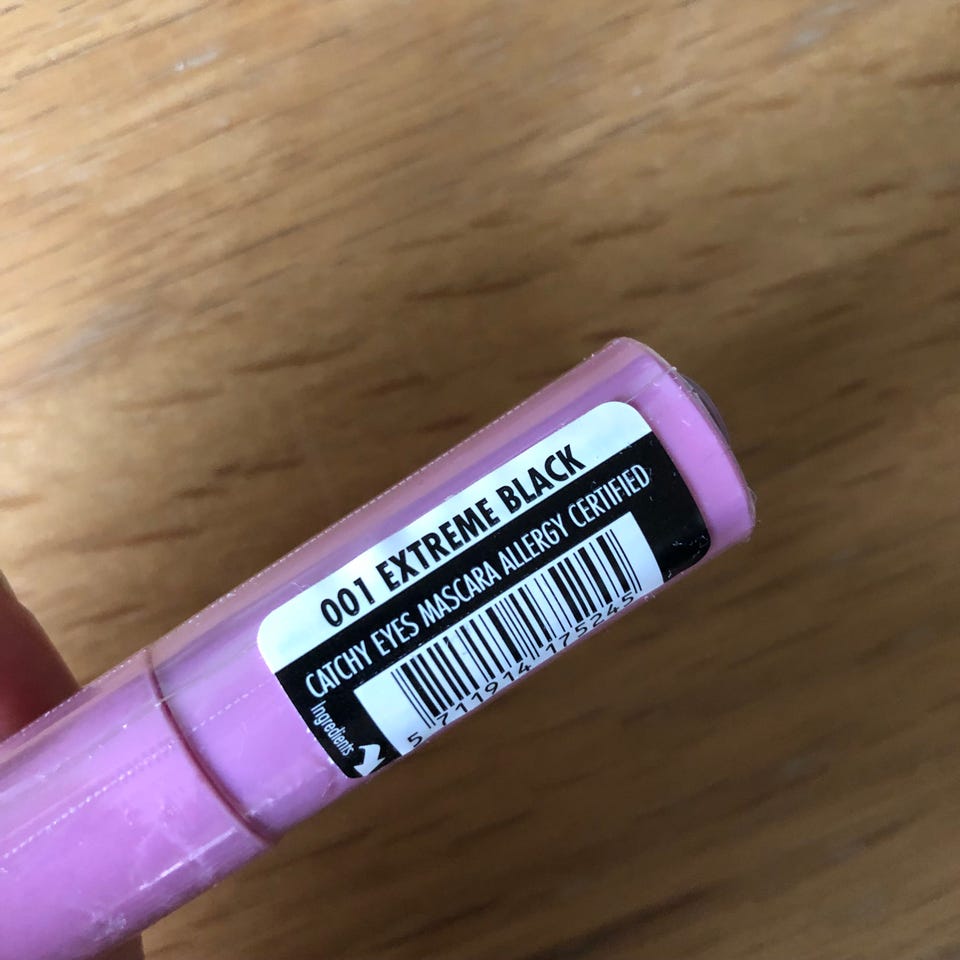 001 EXTREME BLACK
CATCHY EYES MASCARA ALLERGY CERTIFIED
5 711914 175245
Ingredients